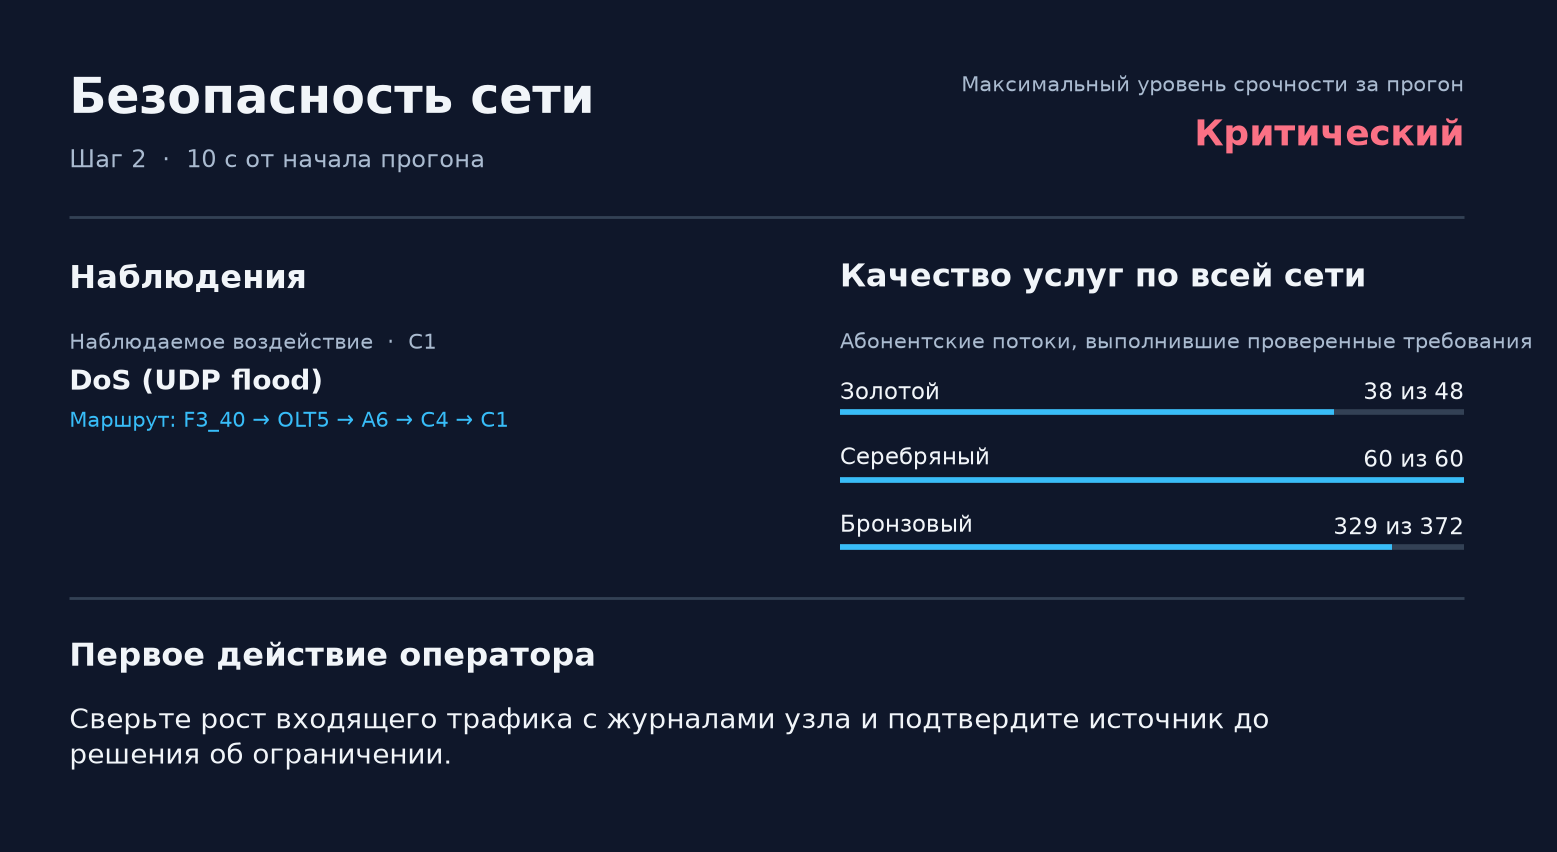 Безопасность сети
Шаг 2 · 10 с от начала прогона
Максимальный уровень срочности за прогон
Критический
Наблюдения
Наблюдаемое воздействие · C1
DoS (UDP flood)
Маршрут: F3_40 → OLT5 → A6 → C4 → C1
Качество услуг по всей сети
Абонентские потоки, выполнившие проверенные требования
Золотой 38 из 48
Серебряный 60 из 60
Бронзовый 329 из 372
Первое действие оператора
Сверьте рост входящего трафика с журналами узла и подтвердите источник до
решения об ограничении.